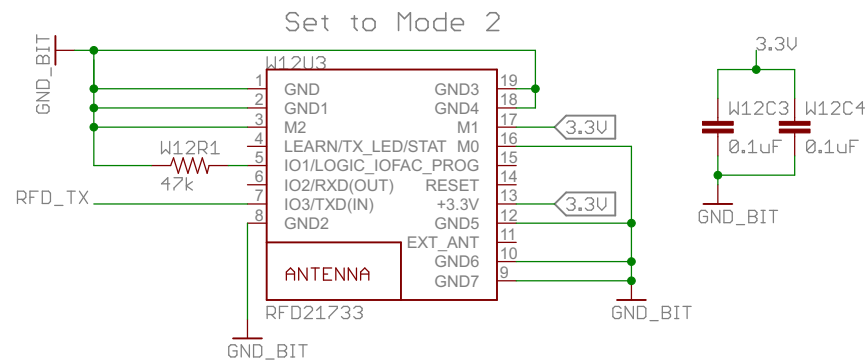 Set to Mode 2
GND_BIT
W12U3
1 GND GND3 19
2 GND1 GND4 18
3 M2 M1 17 3.3V
4 LEARN/TX_LED/STAT M0 16
W12R1
47k
5 IO1/LOGIC_IO FAC_PROG 15
6 IO2/RXD(OUT) RESET 14
RFD_TX
7 IO3/TXD(IN) +3.3V 13 3.3V
8 GND2 GND5 12
EXT_ANT 11
GND6 10
GND7 9
ANTENNA
RFD21733
GND_BIT
GND_BIT
3.3V
W12C3 W12C4
0.1uF 0.1uF
GND_BIT